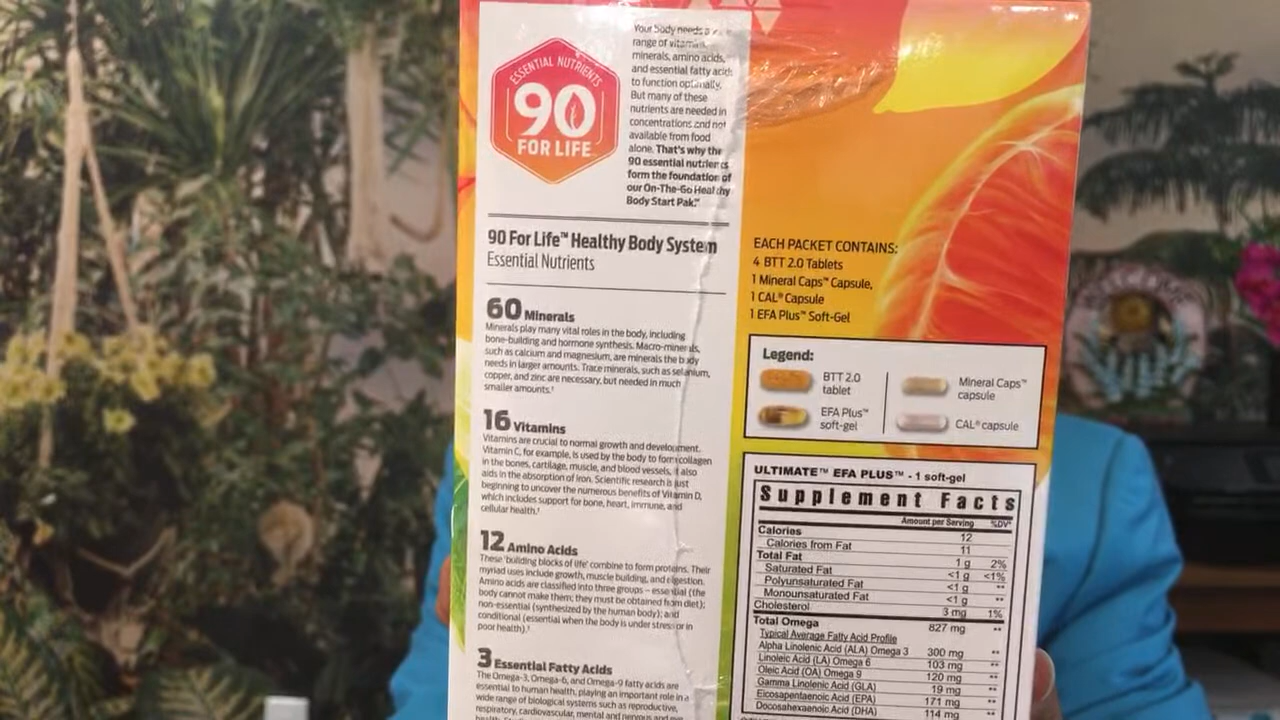 ESSENTIAL NUTRIENTS
90
FOR LIFE
Your body needs a
range of vitamins,
minerals, amino acids,
and essential fatty acids
to function optimally.
But many of these
nutrients are needed in
concentrations and not
available from food
alone. That's why the
90 essential nutrients
form the foundation of
our On-The-Go Healthy
Body Start Pak.™
90 For Life™ Healthy Body System
Essential Nutrients
60 Minerals
Minerals play many vital roles in the body, including
bone-building and hormone synthesis. Macro-minerals,
such as calcium and magnesium, are minerals the body
needs in larger amounts. Trace minerals, such as selenium,
copper, and zinc are necessary, but needed in much
smaller amounts.†
16 Vitamins
Vitamins are crucial to normal growth and development.
Vitamin C, for example, is used by the body to form collagen
in the bones, cartilage, muscle, and blood vessels, it also
aids in the absorption of iron. Scientific research is just
beginning to uncover the numerous benefits of Vitamin D,
which includes support for bone, heart, immune, and
cellular health.†
12 Amino Acids
These 'building blocks of life' combine to form proteins. Their
myriad uses include growth, muscle building, and digestion.
Amino acids are classified into three groups – essential (the
body cannot make them; they must be obtained from diet);
non-essential (synthesized by the human body); and
conditional (essential when the body is under stress or in
poor health).†
3 Essential Fatty Acids
The Omega-3, Omega-6, and Omega-9 fatty acids are
essential to human health, playing an important role in a
wide range of biological systems such as reproductive,
respiratory, cardiovascular, mental and nervous and
EACH PACKET CONTAINS:
4 BTT 2.0 Tablets
1 Mineral Caps™ Capsule,
1 CAL® Capsule
1 EFA Plus™ Soft-Gel
Legend:
BTT 2.0
tablet
Mineral Caps™
capsule
EFA Plus™
soft-gel
CAL® capsule
ULTIMATE™ EFA PLUS™ - 1 soft-gel
Supplement Facts
Amount per Serving %DV*
Calories 12
Calories from Fat 11
Total Fat 1 g 2%
Saturated Fat <1 g <1%
Polyunsaturated Fat <1 g **
Monounsaturated Fat <1 g **
Cholesterol 3 mg 1%
Total Omega 827 mg **
Typical Average Fatty Acid Profile
Alpha Linolenic Acid (ALA) Omega 3 300 mg **
Linoleic Acid (LA) Omega 6 103 mg **
Oleic Acid (OA) Omega 9 120 mg **
Gamma Linolenic Acid (GLA) 19 mg **
Eicosapentaenoic Acid (EPA) 171 mg **
Docosahexaenoic Acid (DHA) 114 mg **